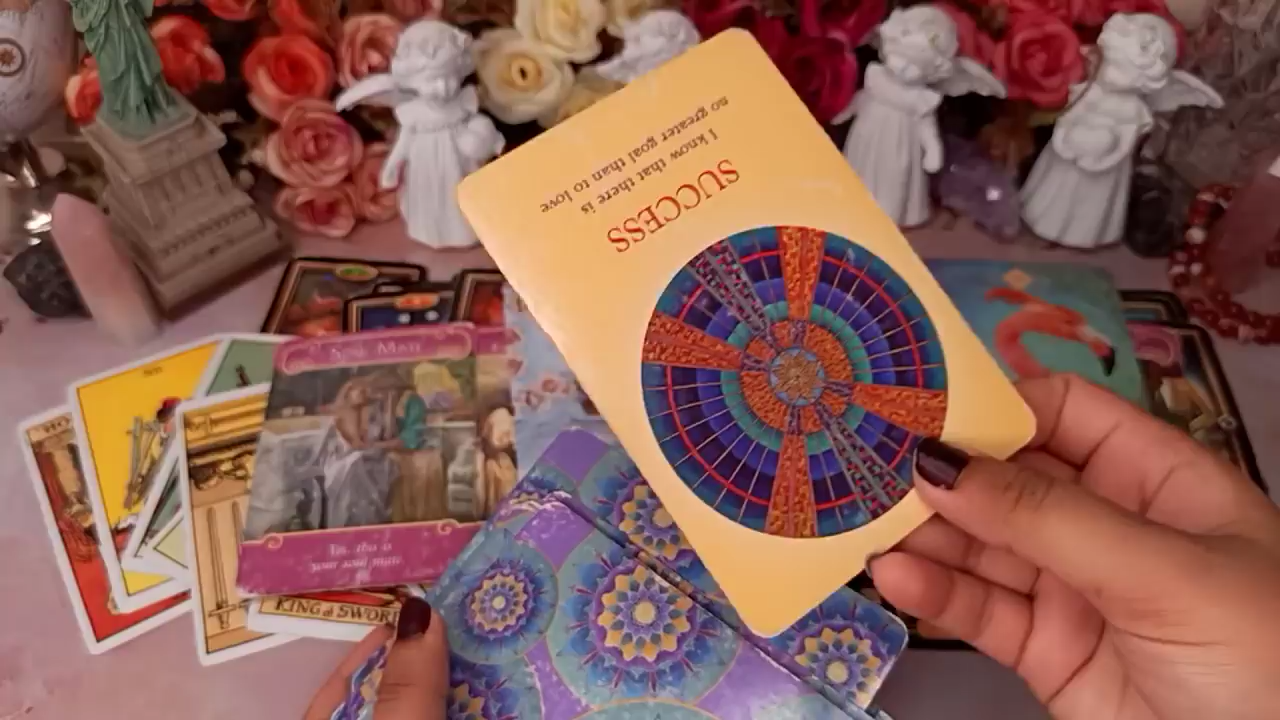 SUCCESS
I know that there is
no greater goal than to love
Soul Mate
Yes, this is
your soul mate
KING of SWORD